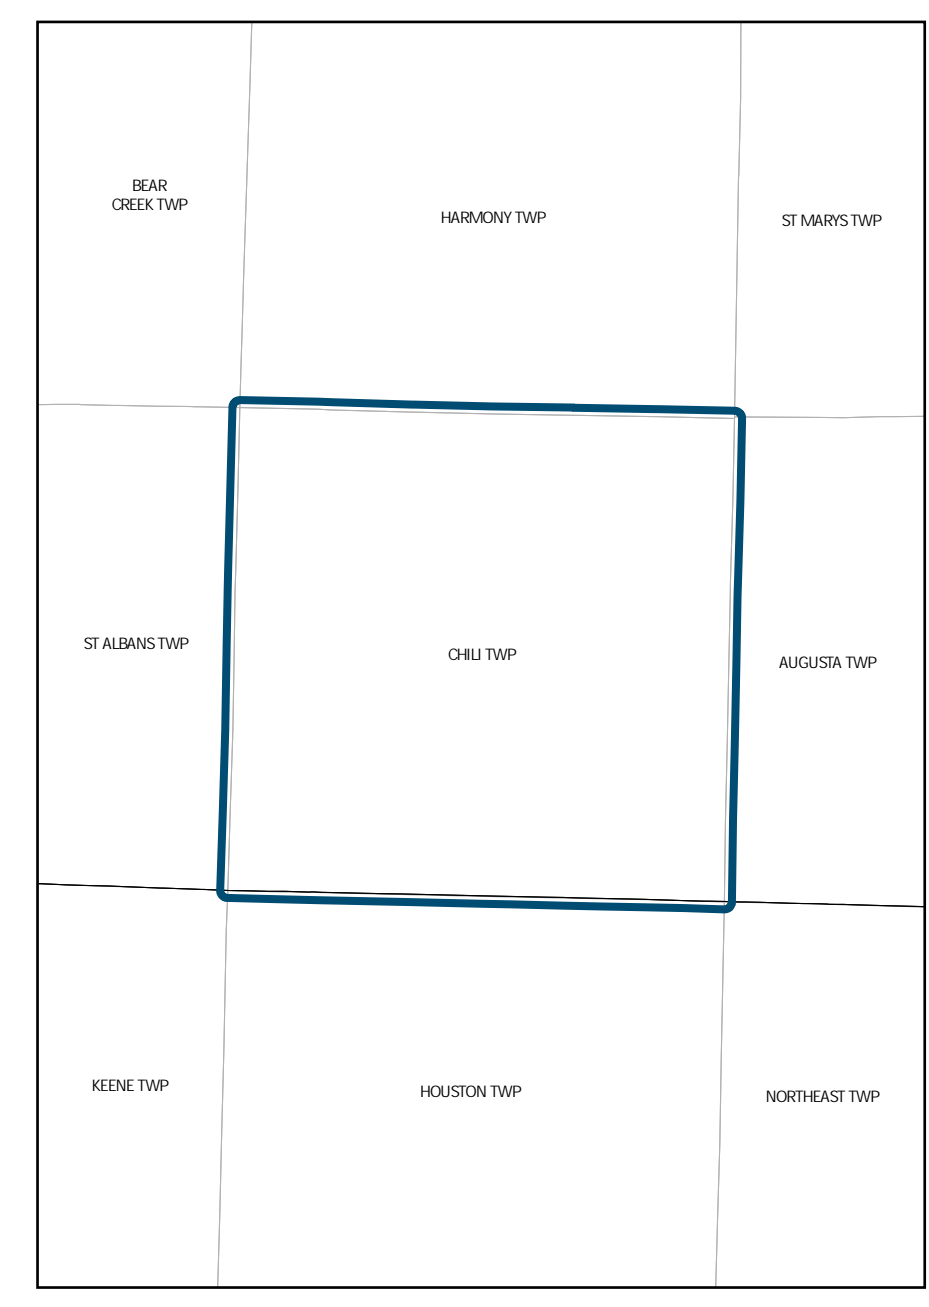 BEAR
CREEK TWP
HARMONY TWP
ST MARYS TWP
ST ALBANS TWP
CHILI TWP
AUGUSTA TWP
KEENE TWP
HOUSTON TWP
NORTHEAST TWP